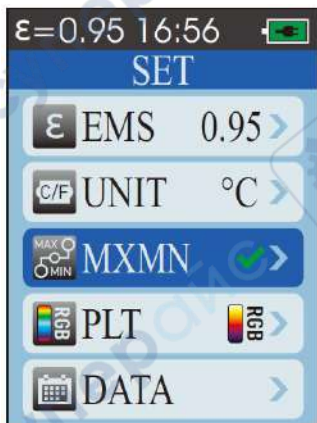 ε=0.95 16:56
SET
ε EMS 0.95
C/F UNIT °C
MAX MIN MXMN
RGB PLT RGB
DATA